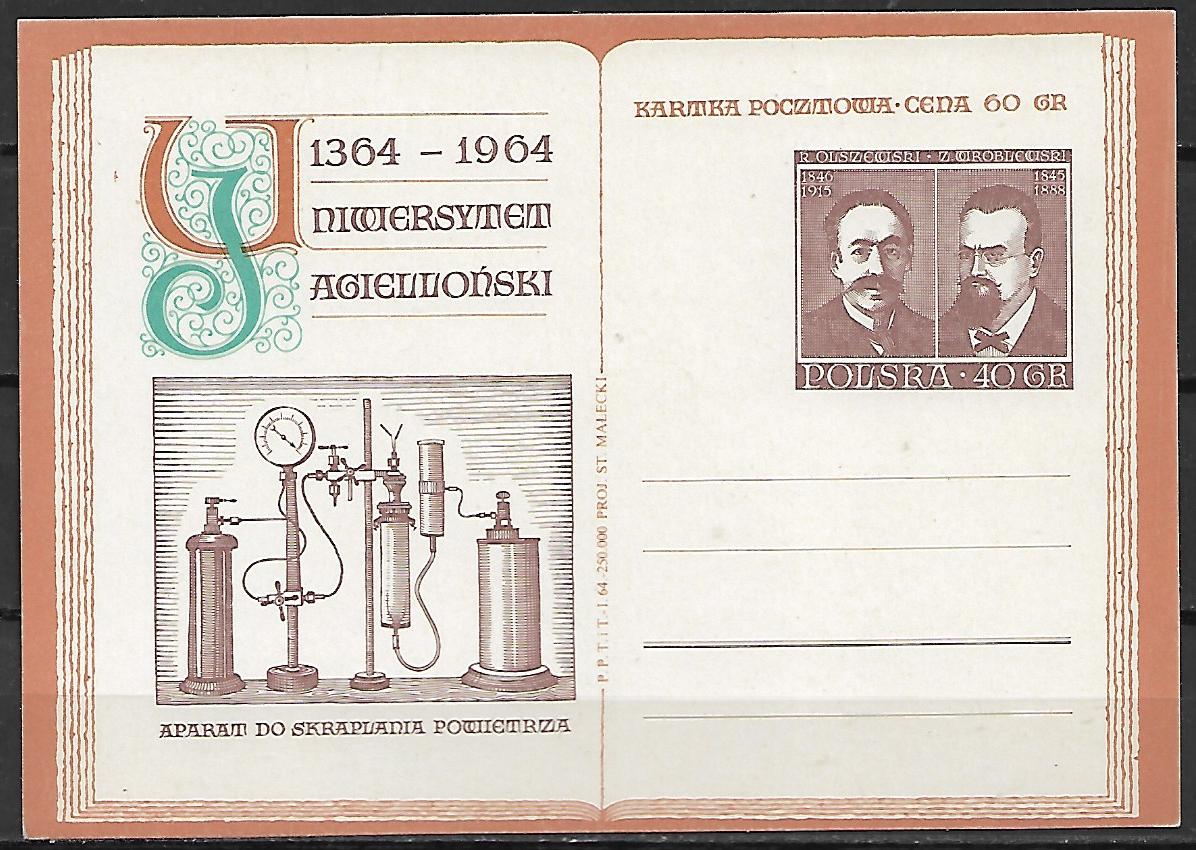 1364 – 1964
UNIWERSYTET
JAGIELLOŃSKI
APARAT DO SKRAPLANIA POWIETRZA
P.P.T.i T.-I.64-250.000 PROJ. ST. MAŁECKI
KARTKA POCZTOWA·CENA 60 GR
K.OLSZEWSKI · Z.WRÓBLEWSKI
1846
1915
1845
1888
POLSKA · 40 GR